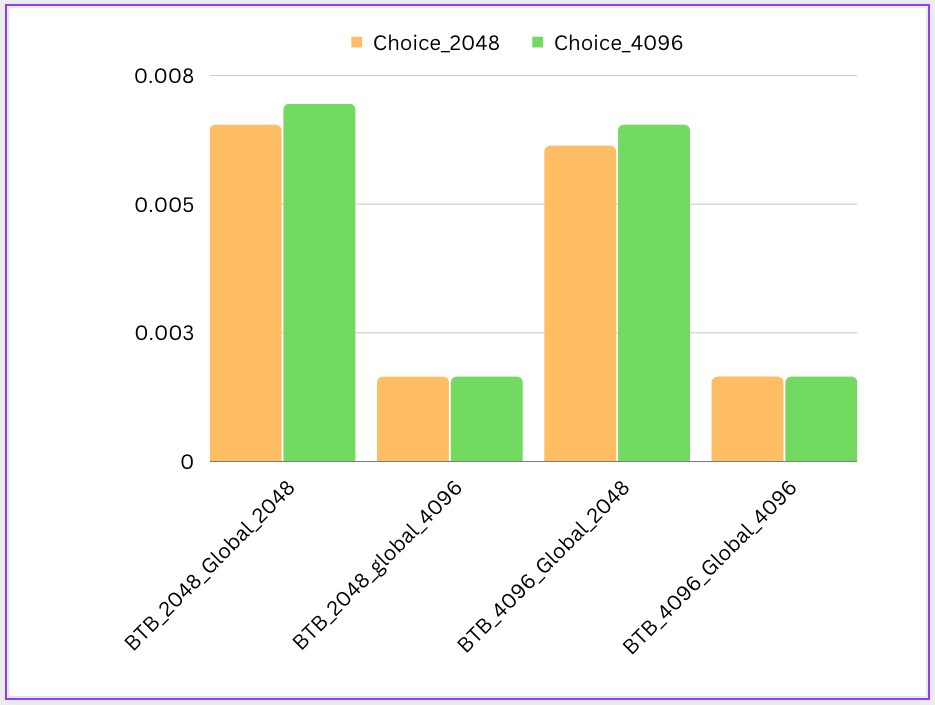 Choice_2048 Choice_4096
0.008
0.005
0.003
0
BTB_2048_Global_2048
BTB_2048_global_4096
BTB_4096_Global_2048
BTB_4096_Global_4096